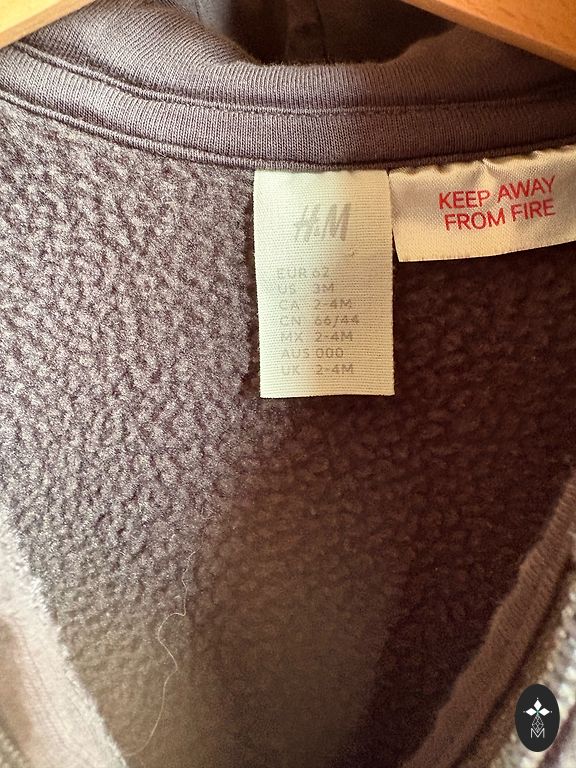 H&M
EUR 62
US 3M
CA 2-4M
CN 66/44
MX 2-4M
AUS 000
UK 2-4M
KEEP AWAY
FROM FIRE
M